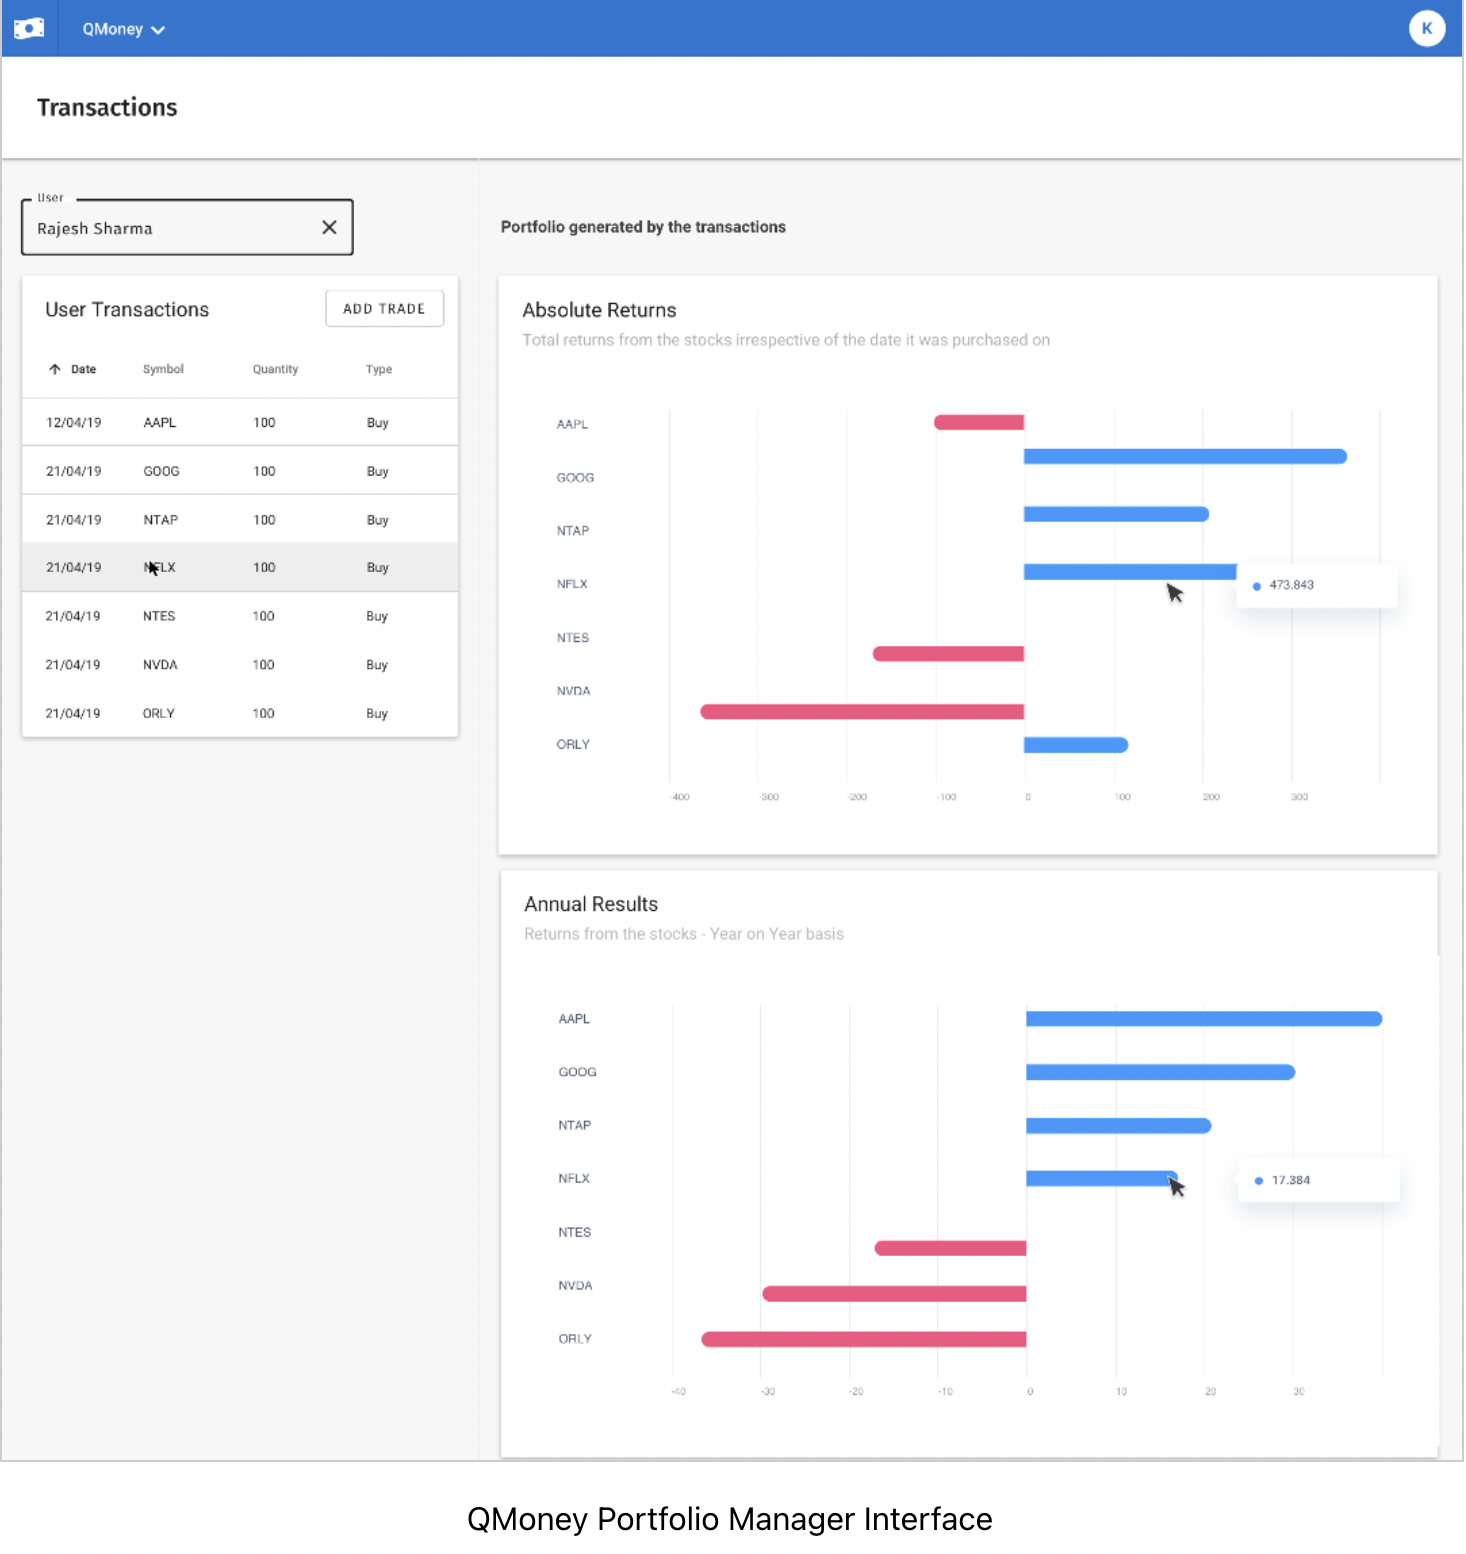 QMoney
K
Transactions
User
Rajesh Sharma
User Transactions
ADD TRADE
Date Symbol Quantity Type
12/04/19 AAPL 100 Buy
21/04/19 GOOG 100 Buy
21/04/19 NTAP 100 Buy
21/04/19 NFLX 100 Buy
21/04/19 NTES 100 Buy
21/04/19 NVDA 100 Buy
21/04/19 ORLY 100 Buy
Portfolio generated by the transactions
Absolute Returns
Total returns from the stocks irrespective of the date it was purchased on
AAPL
GOOG
NTAP
NFLX
473.843
NTES
NVDA
ORLY
-400 -300 -200 -100 0 100 200 300
Annual Results
Returns from the stocks - Year on Year basis
AAPL
GOOG
NTAP
NFLX
17.384
NTES
NVDA
ORLY
-40 -30 -20 -10 0 10 20 30
QMoney Portfolio Manager Interface